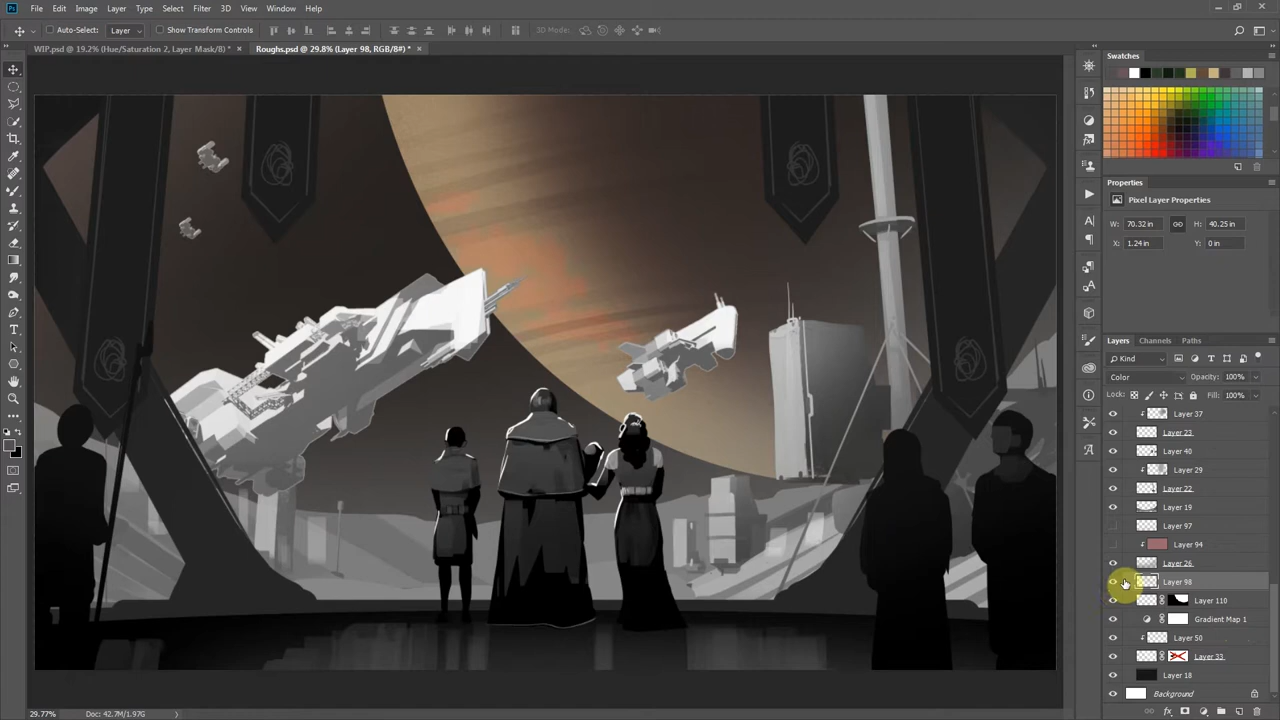 Ps File Edit Image Layer Type Select Filter 3D View Window Help
Auto-Select: Layer Show Transform Controls 3D Mode:
WIP.psd @ 19.2% (Hue/Saturation 2, Layer Mask/8) * × Roughs.psd @ 29.8% (Layer 98, RGB/8#) * ×
Swatches
Properties
Pixel Layer Properties
W: 70.32 in H: 40.25 in
X: 1.24 in Y: 0 in
Layers Channels Paths
Kind
Color Opacity: 100%
Lock: Fill: 100%
Layer 37
Layer 23
Layer 40
Layer 29
Layer 22
Layer 19
Layer 97
Layer 94
Layer 26
Layer 98
Layer 110
Gradient Map 1
Layer 50
Layer 33
Layer 18
Background
29.77% Doc: 42.7M/1.97G